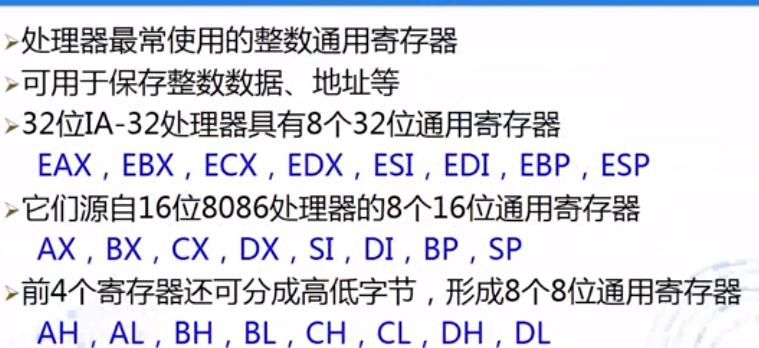 ➢处理器最常使用的整数通用寄存器
➢可用于保存整数数据、地址等
➢32位IA-32处理器具有8个32位通用寄存器
EAX，EBX，ECX，EDX，ESI，EDI，EBP，ESP
➢它们源自16位8086处理器的8个16位通用寄存器
AX，BX，CX，DX，SI，DI，BP，SP
➢前4个寄存器还可分成高低字节，形成8个8位通用寄存器
AH，AL，BH，BL，CH，CL，DH，DL